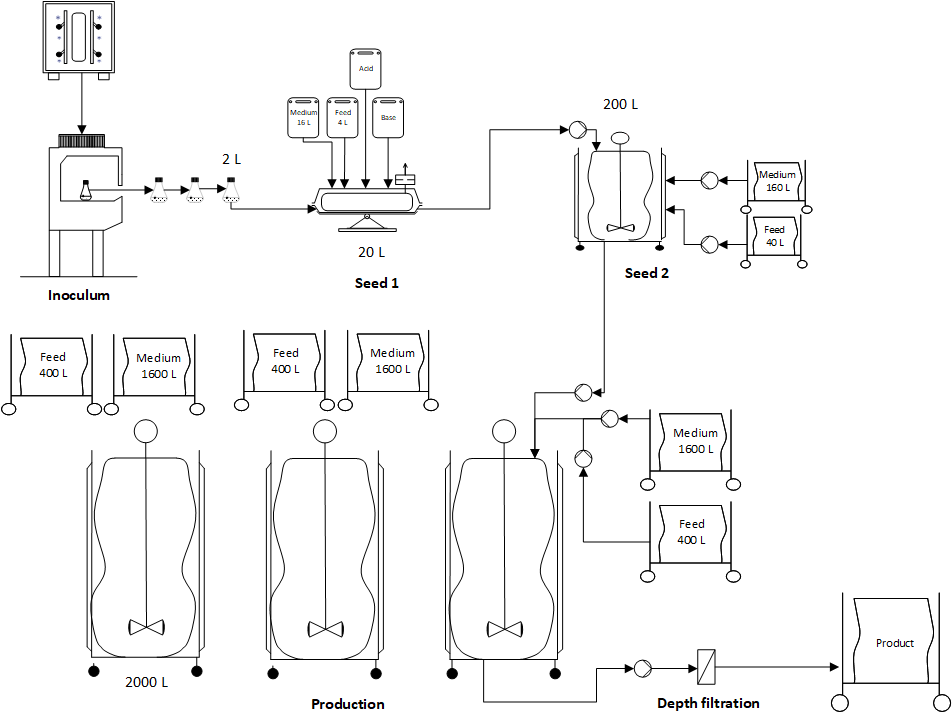 Acid
Medium
16 L
Feed
4 L
Base
200 L
2 L
Medium
160 L
Feed
40 L
20 L
Seed 1
Seed 2
Inoculum
Feed
400 L
Medium
1600 L
Feed
400 L
Medium
1600 L
Medium
1600 L
Feed
400 L
Product
2000 L
Production
Depth filtration